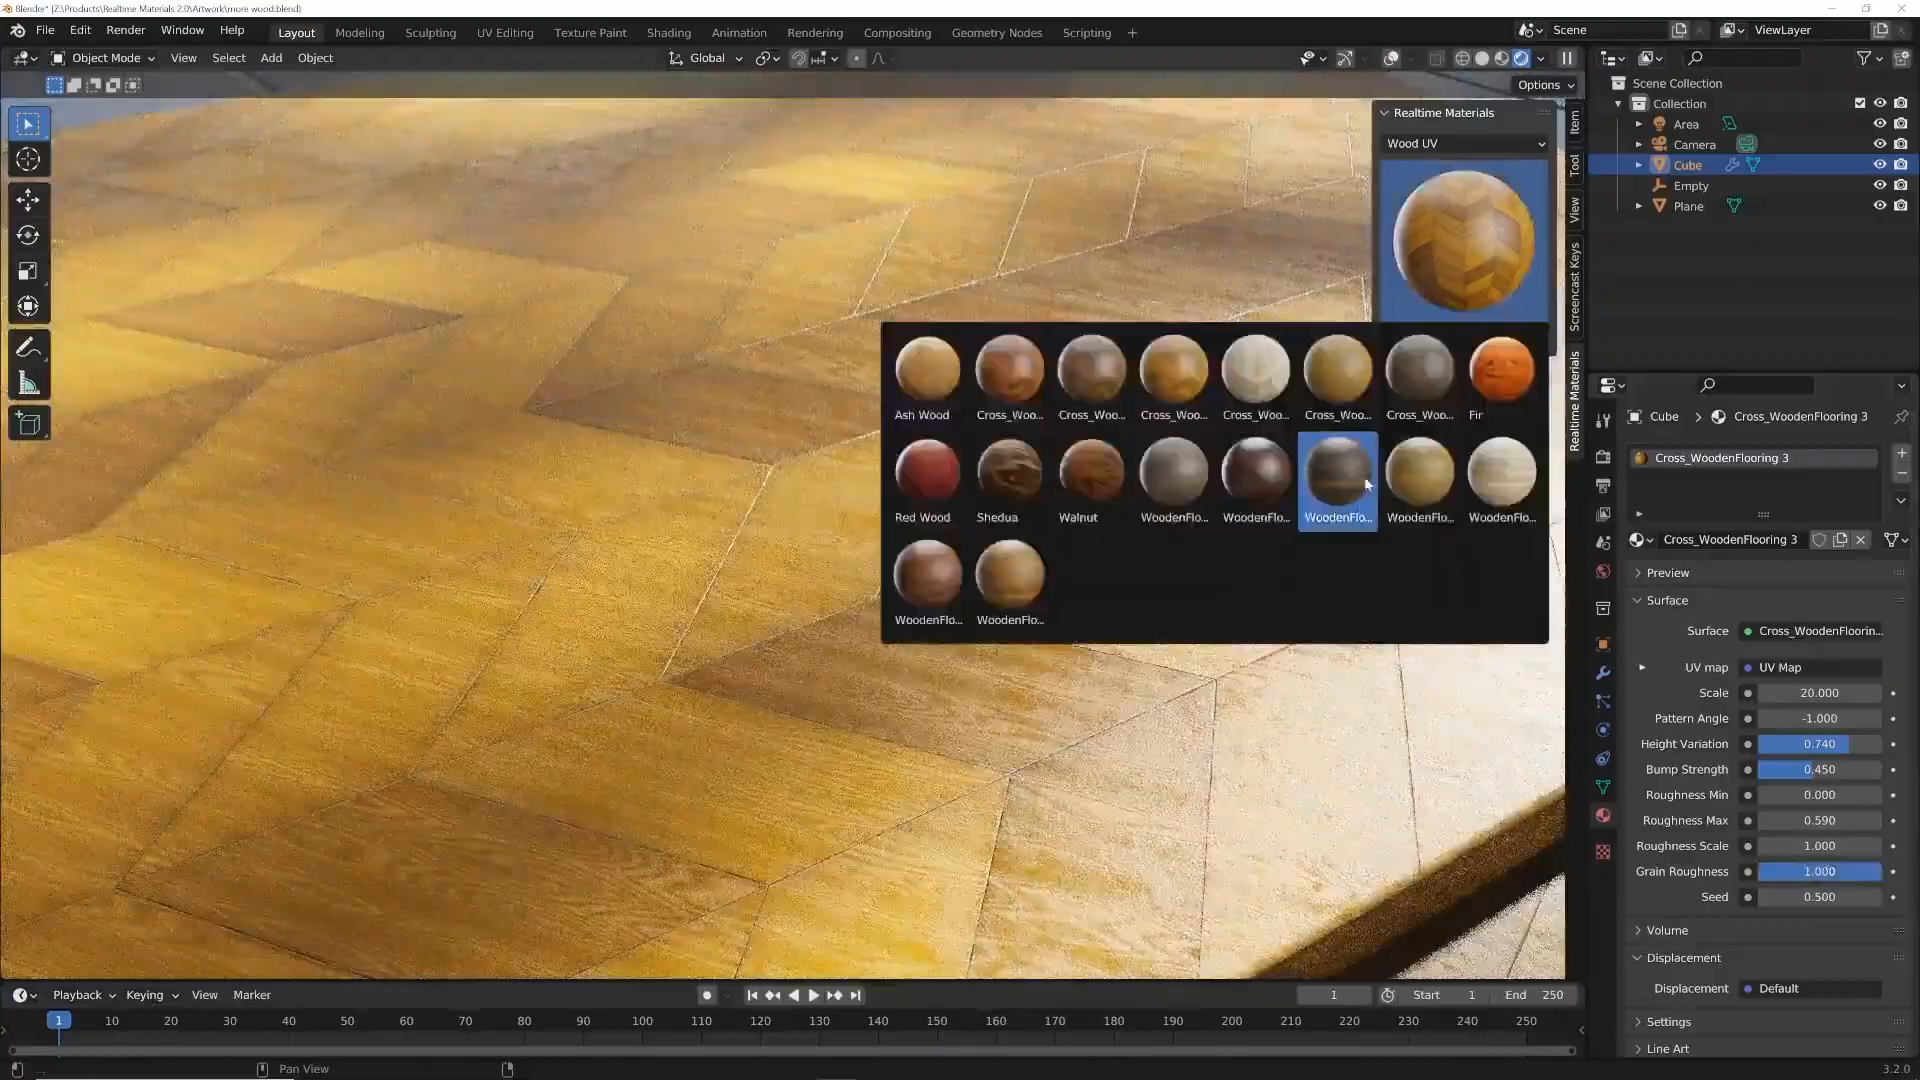 Blender* [Z:\Products\Realtime Materials 2.0\Artwork\more wood.blend]
File Edit Render Window Help
Layout Modeling Sculpting UV Editing Texture Paint Shading Animation Rendering Compositing Geometry Nodes Scripting +
Scene
ViewLayer
Object Mode View Select Add Object
Global
Options
Item
Tool
View
Screencast Keys
Realtime Materials
Realtime Materials
Wood UV
Ash Wood Cross_Woo... Cross_Woo... Cross_Woo... Cross_Woo... Cross_Woo... Cross_Woo... Fir
Red Wood Shedua Walnut WoodenFlo... WoodenFlo... WoodenFlo... WoodenFlo... WoodenFlo...
WoodenFlo... WoodenFlo...
Scene Collection
Collection
Area
Camera
Cube
Empty
Plane
Cube > Cross_WoodenFlooring 3
Cross_WoodenFlooring 3
Cross_WoodenFlooring 3
Preview
Surface
Surface Cross_WoodenFloorin...
UV map UV Map
Scale 20.000
Pattern Angle -1.000
Height Variation 0.740
Bump Strength 0.450
Roughness Min 0.000
Roughness Max 0.590
Roughness Scale 1.000
Grain Roughness 1.000
Seed 0.500
Volume
Displacement
Displacement Default
Settings
Line Art
Playback Keying View Marker
1 Start 1 End 250
1 10 20 30 40 50 60 70 80 90 100 110 120 130 140 150 160 170 180 190 200 210 220 230 240 250
... Pan View
3.2.0